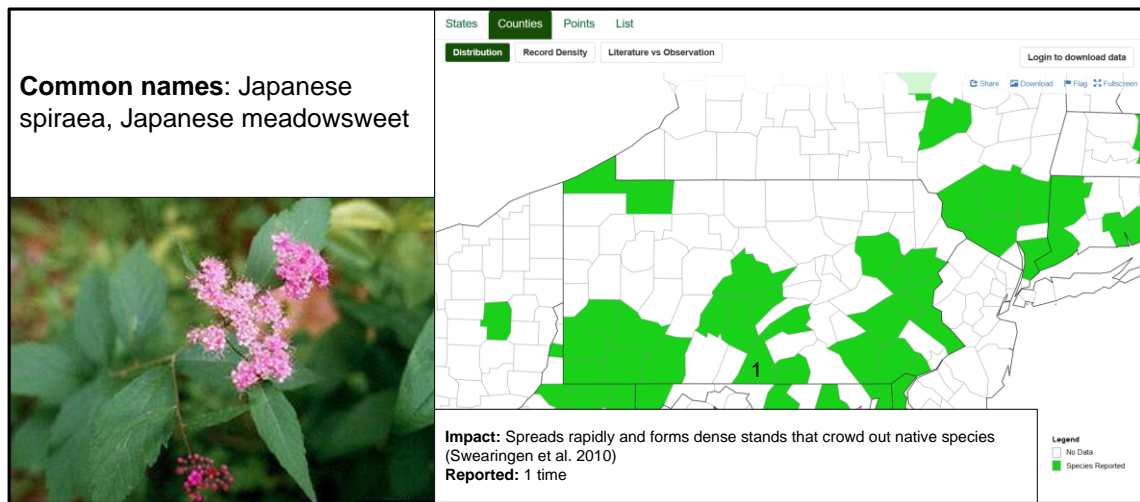 Common names: Japanese
spiraea, Japanese meadowsweet
States Counties Points List
Distribution Record Density Literature vs Observation
Login to download data
Share Download Flag Fullscreen
1
Impact: Spreads rapidly and forms dense stands that crowd out native species
(Swearingen et al. 2010)
Reported: 1 time
Legend
No Data
Species Reported